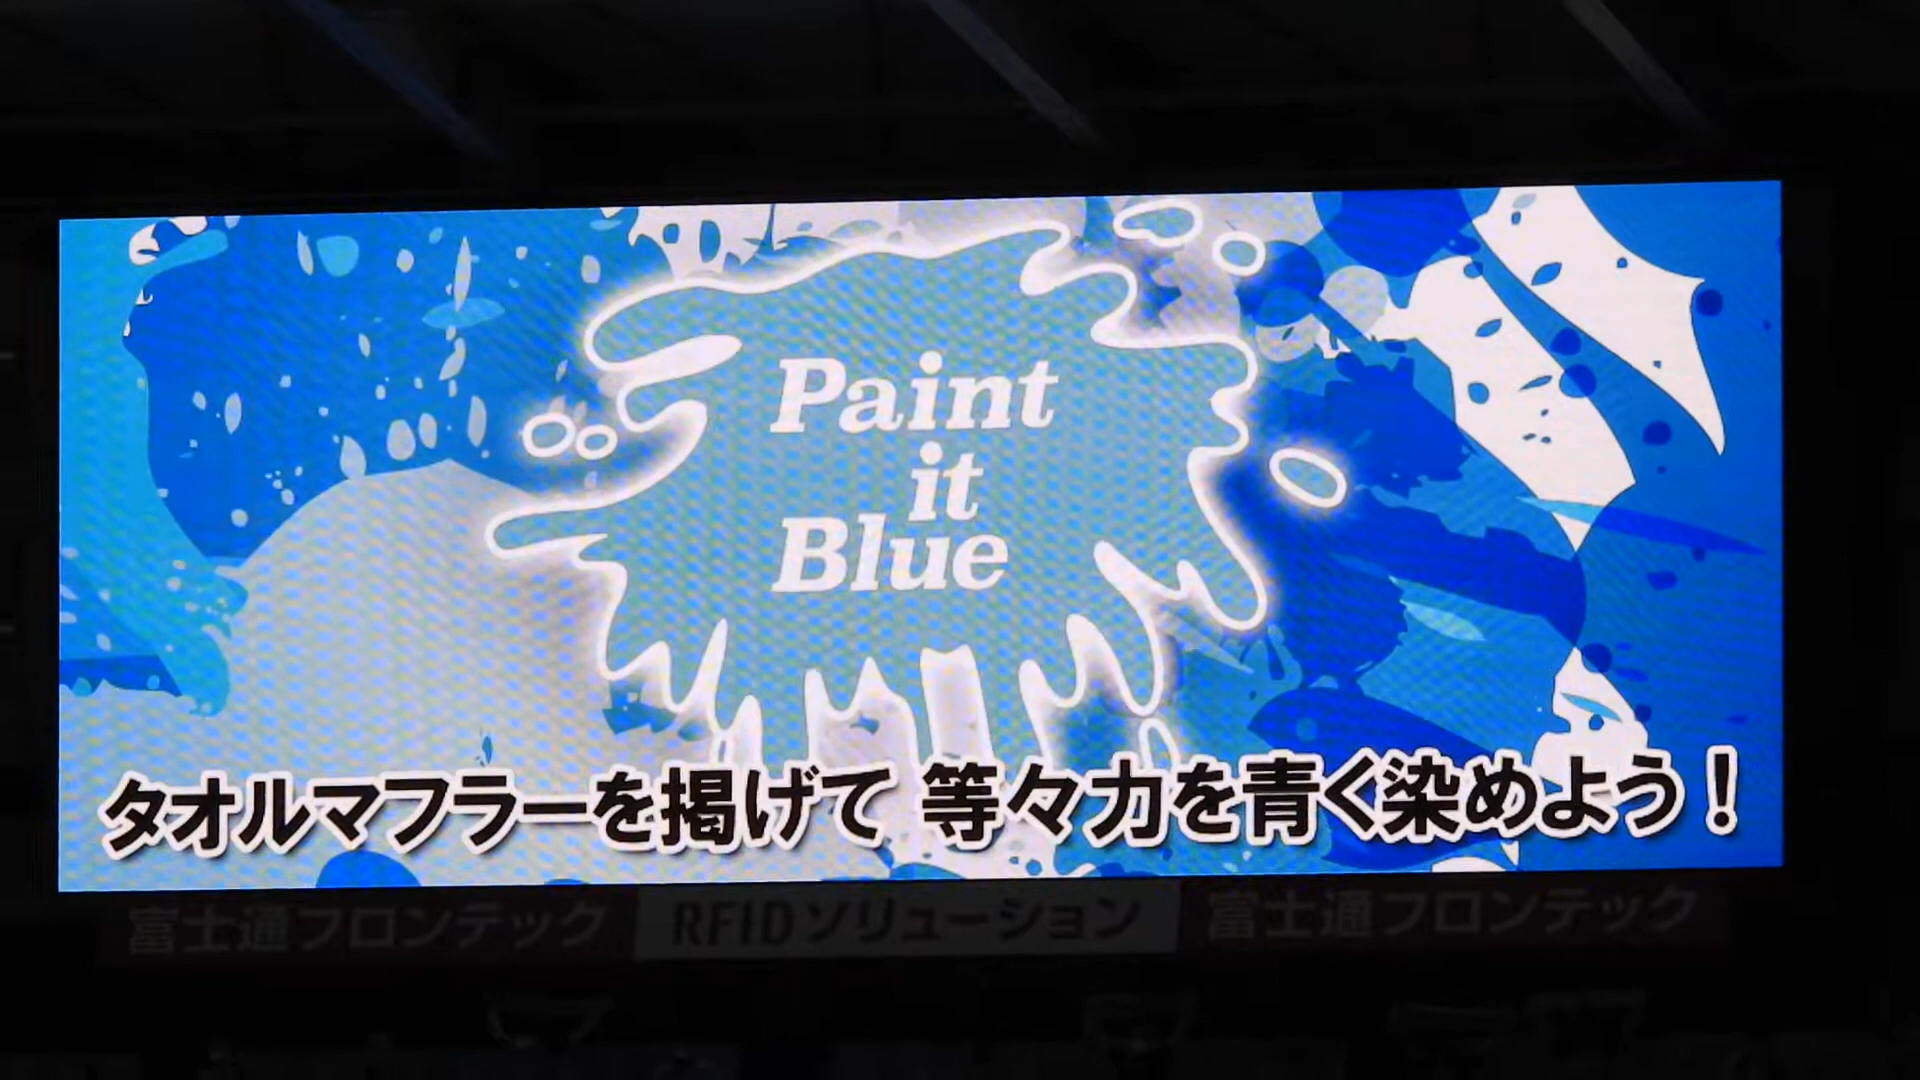 Paint
it
Blue
タオルマフラーを掲げて 等々力を青く染めよう！
富士通フロンテック RFIDソリューション 富士通フロンテック